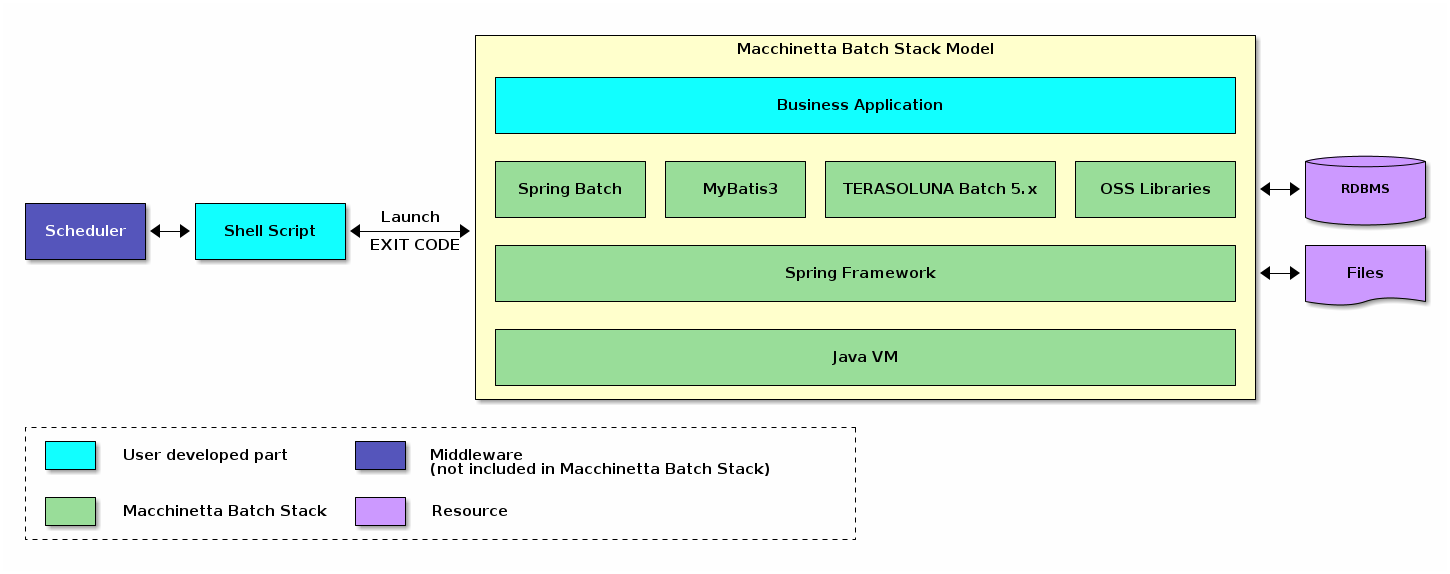 Macchinetta Batch Stack Model
Business Application
Spring Batch
MyBatis3
TERASOLUNA Batch 5.x
OSS Libraries
RDBMS
Scheduler
Shell Script
Launch
EXIT CODE
Spring Framework
Files
Java VM
User developed part
Middleware
(not included in Macchinetta Batch Stack)
Macchinetta Batch Stack
Resource